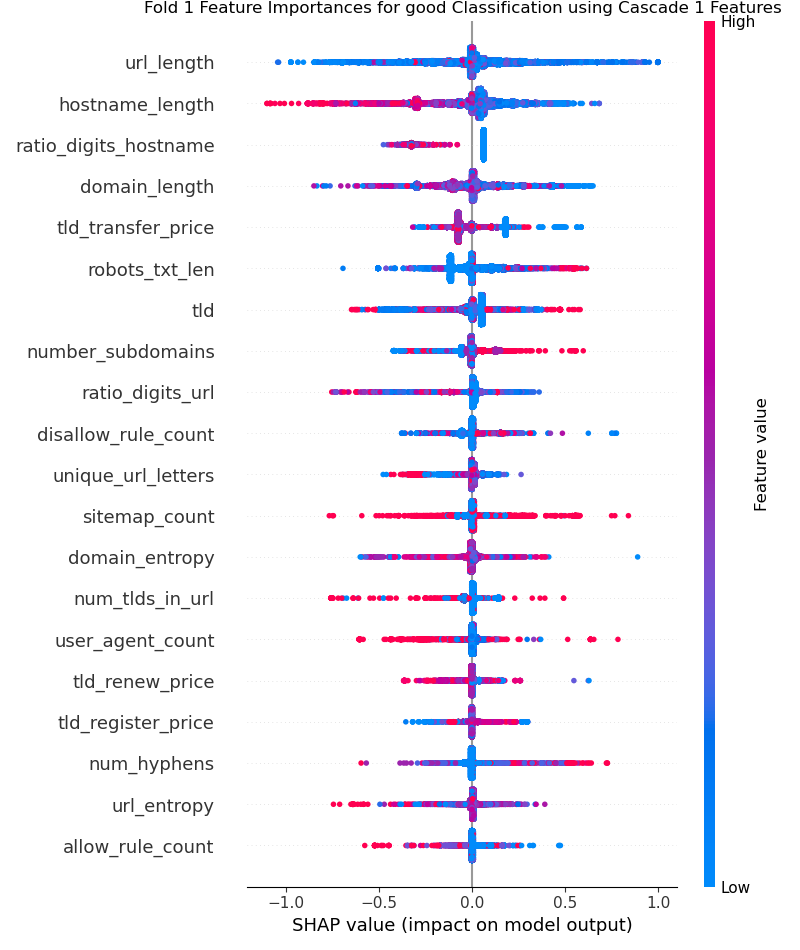 Fold 1 Feature Importances for good Classification using Cascade 1 Features
High
url_length
hostname_length
ratio_digits_hostname
domain_length
tld_transfer_price
robots_txt_len
tld
number_subdomains
ratio_digits_url
disallow_rule_count
unique_url_letters
sitemap_count
domain_entropy
num_tlds_in_url
user_agent_count
tld_renew_price
tld_register_price
num_hyphens
url_entropy
allow_rule_count
Feature value
Low
−1.0 −0.5 0.0 0.5 1.0
SHAP value (impact on model output)